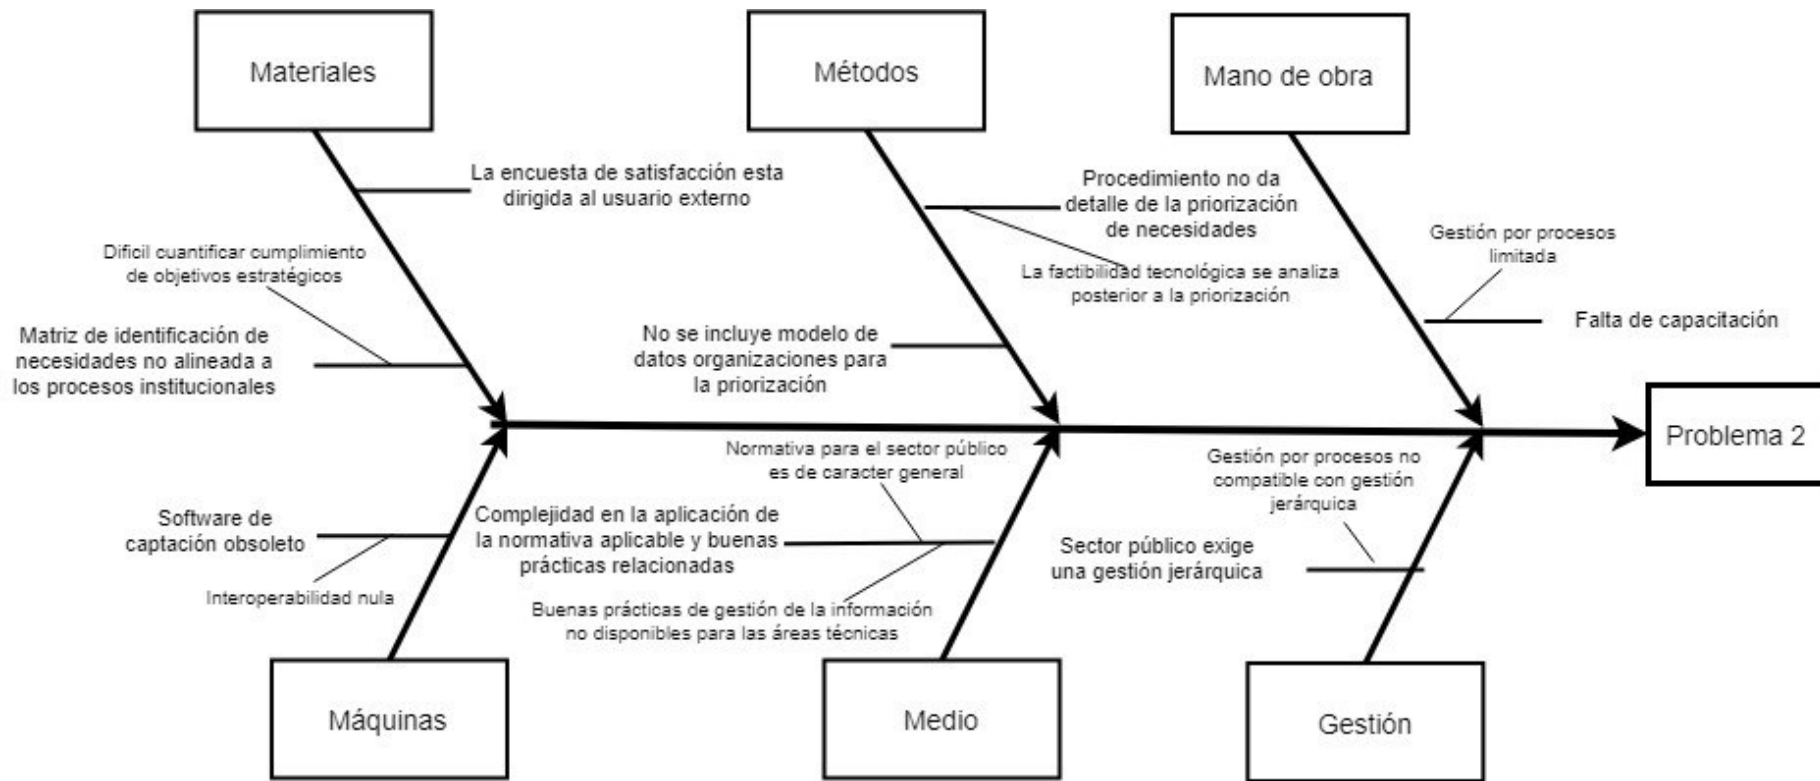 Materiales
Métodos
Mano de obra
La encuesta de satisfacción esta
dirigida al usuario externo
Dificil cuantificar cumplimiento
de objetivos estratégicos
Matriz de identificación de
necesidades no alineada a
los procesos institucionales
Procedimiento no da
detalle de la priorización
de necesidades
La factibilidad tecnológica se analiza
posterior a la priorización
No se incluye modelo de
datos organizaciones para
la priorización
Gestión por procesos
limitada
Falta de capacitación
Problema 2
Software de
captación obsoleto
Interoperabilidad nula
Normativa para el sector público
es de caracter general
Complejidad en la aplicación de
la normativa aplicable y buenas
prácticas relacionadas
Buenas prácticas de gestión de la información
no disponibles para las áreas técnicas
Gestión por procesos no
compatible con gestión
jerárquica
Sector público exige
una gestión jerárquica
Máquinas
Medio
Gestión